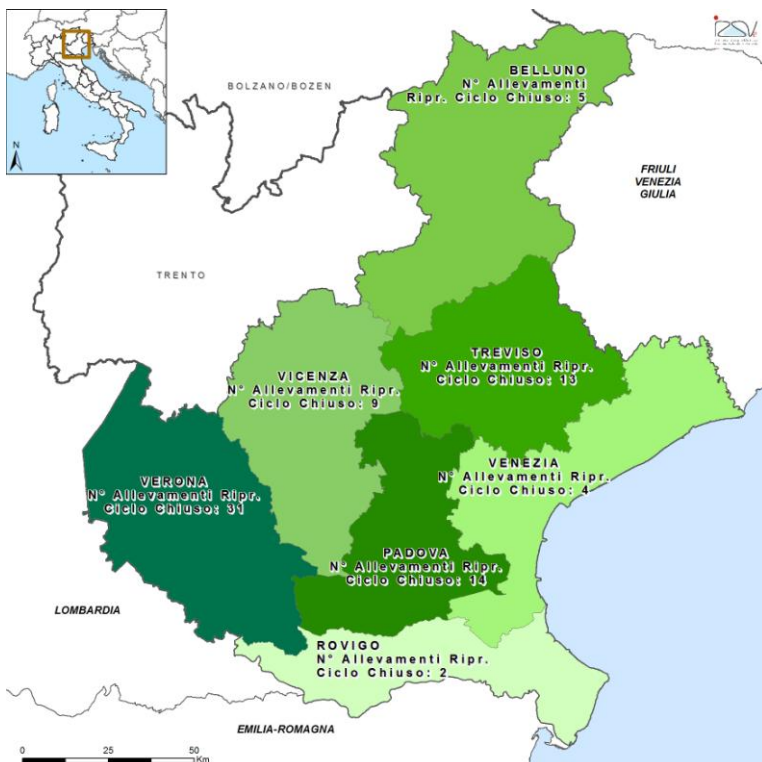 BOLZANO/BOZEN
BELLUNO
N° Allevamenti
Ripr. Ciclo Chiuso: 5
FRIULI
VENEZIA
GIULIA
N
TRENTO
TREVISO
N° Allevamenti Ripr.
Ciclo Chiuso: 13
VICENZA
N° Allevamenti Ripr.
Ciclo Chiuso: 9
VENEZIA
N° Allevamenti Ripr.
Ciclo Chiuso: 4
VERONA
N° Allevamenti Ripr.
Ciclo Chiuso: 31
PADOVA
N° Allevamenti Ripr.
Ciclo Chiuso: 14
LOMBARDIA
ROVIGO
N° Allevamenti Ripr.
Ciclo Chiuso: 2
EMILIA-ROMAGNA
0 25 50
Km